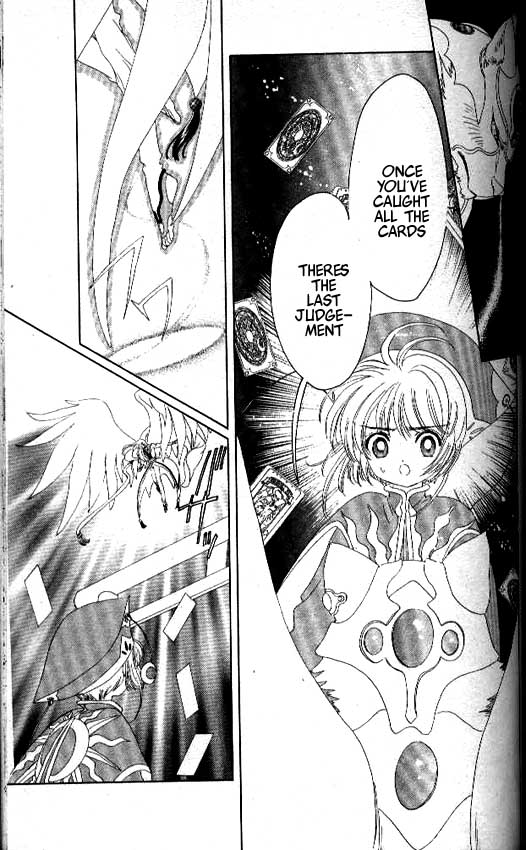 ONCE
YOU'VE
CAUGHT
ALL THE
CARDS
THERES
THE
LAST
JUDGE-
MENT